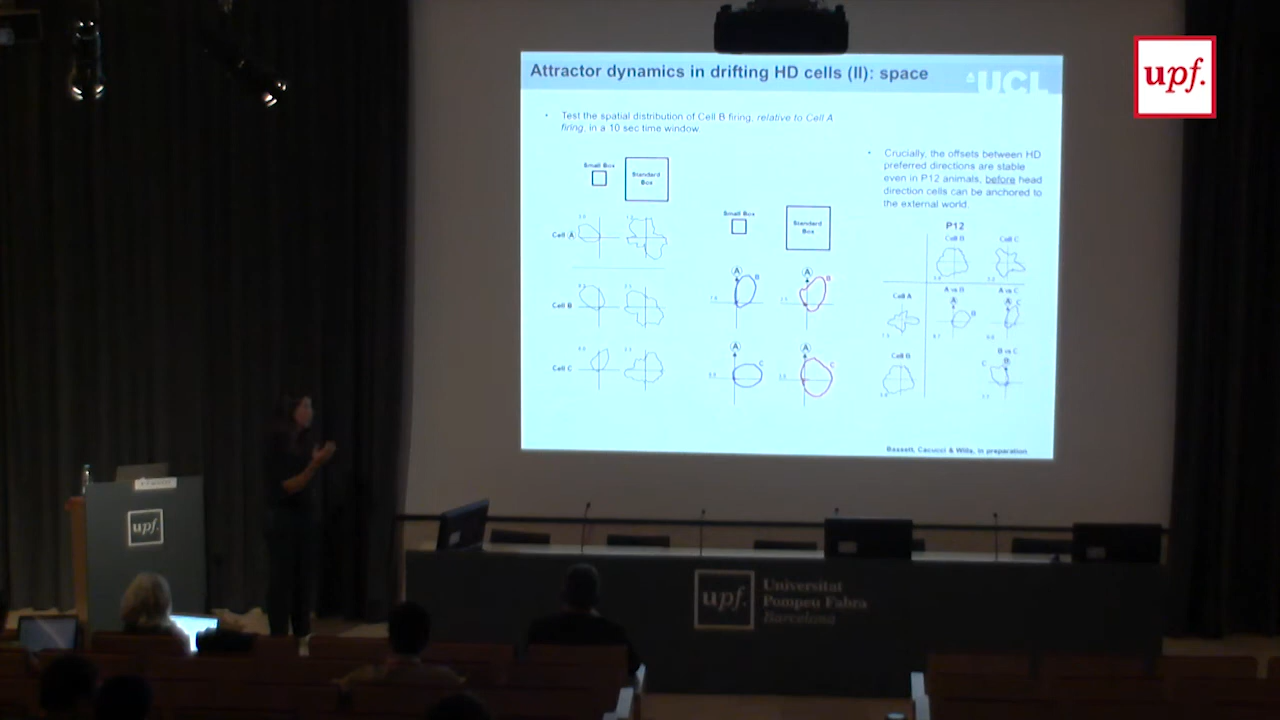 Attractor dynamics in drifting HD cells (II): space
UCL
upf.
Test the spatial distribution of Cell B firing, relative to Cell A
firing, in a 10 sec time window.
Small Box
Standard
Box
Cell A
Cell B
Cell C
Small Box
Standard
Box
A
B
A
B
A
C
A
C
Crucially, the offsets between HD
preferred directions are stable
even in P12 animals, before head
direction cells can be anchored to
the external world.
P12
Cell B
Cell C
Cell A
A vs B
A vs C
A
B
A
C
Cell B
B vs C
C
B
Bassett, Cacucci & Wills, in preparation
upf.
upf.
Universitat
Pompeu Fabra
Barcelona